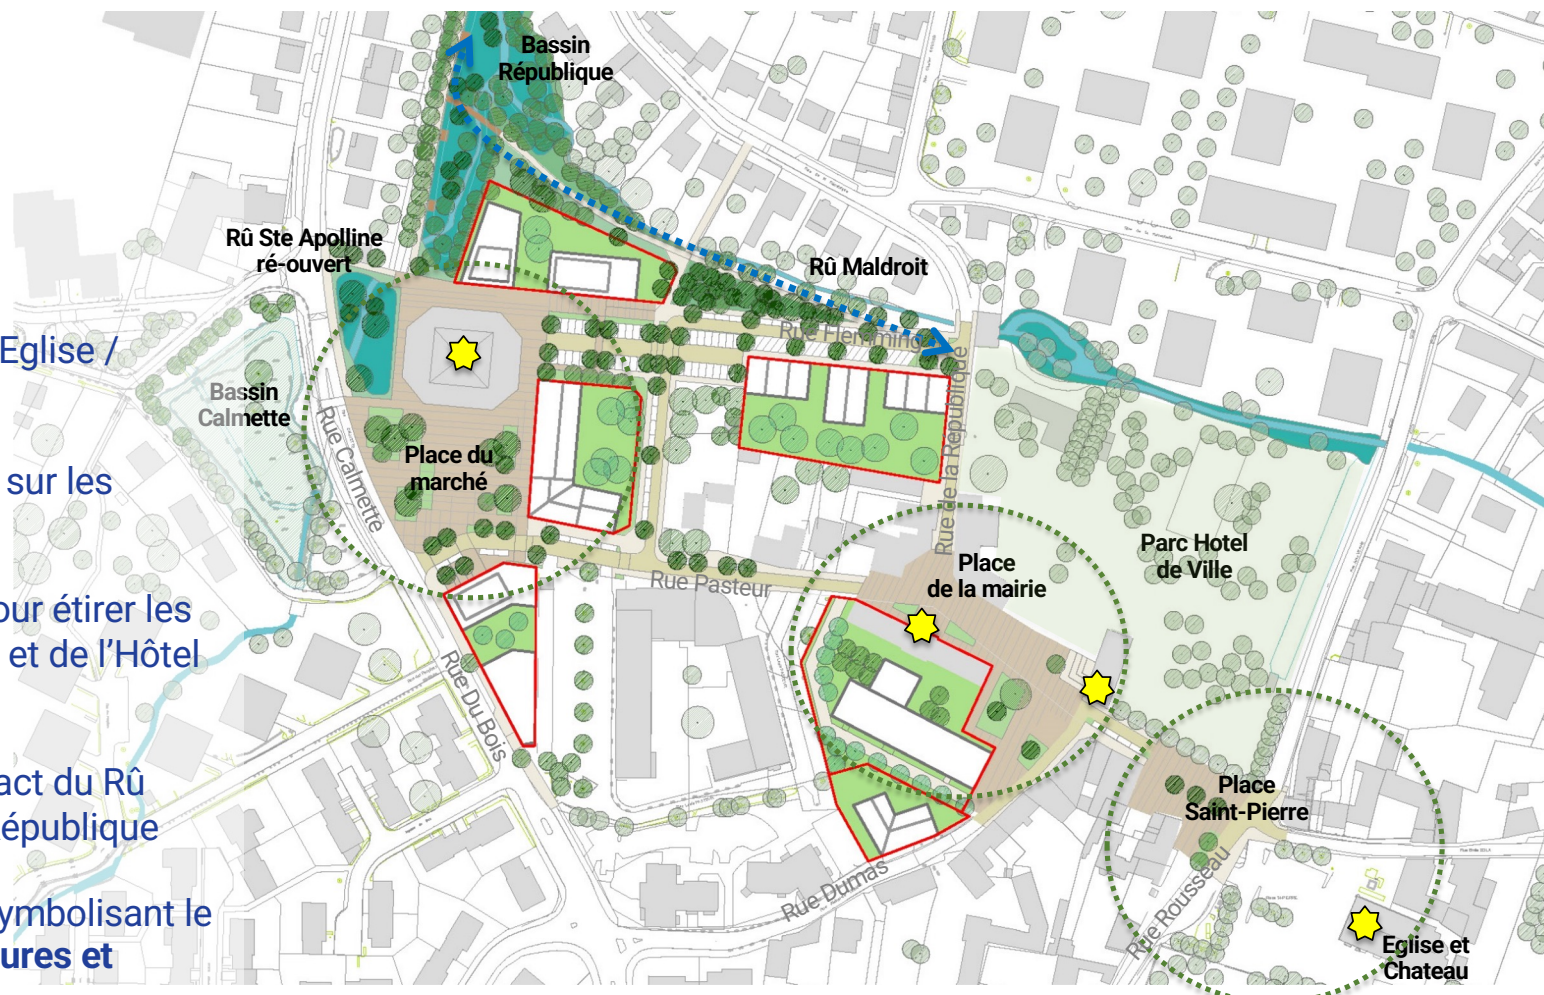 Eglise /
sur les
our étirer les
et de l’Hôtel
act du Rû
épublique
ymbolisant le
ures et
Bassin
République
Rû Ste Apolline
ré-ouvert
Rû Maldroit
Rue Hemming
Bassin
Calmette
Rue Calmette
Place du
marché
Rue de la République
Parc Hotel
de Ville
Place
de la mairie
Rue Pasteur
Rue Du Bois
Place
Saint-Pierre
Rue Dumas
Rue Rousseau
Eglise et
Chateau